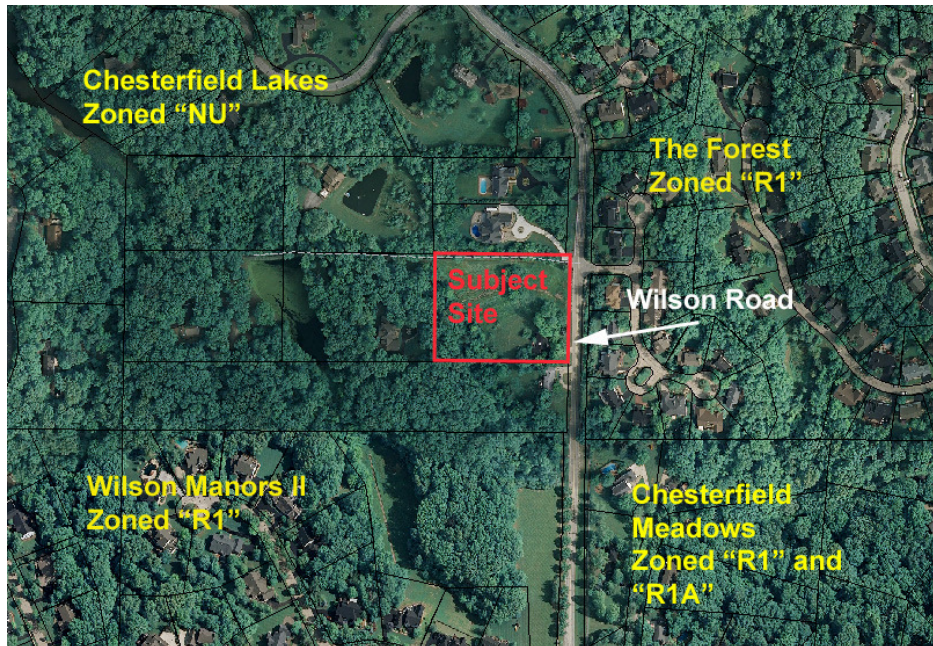 Chesterfield Lakes
Zoned “NU”
The Forest
Zoned “R1”
Subject
Site
Wilson Road
Wilson Manors II
Zoned “R1”
Chesterfield
Meadows
Zoned “R1” and
“R1A”